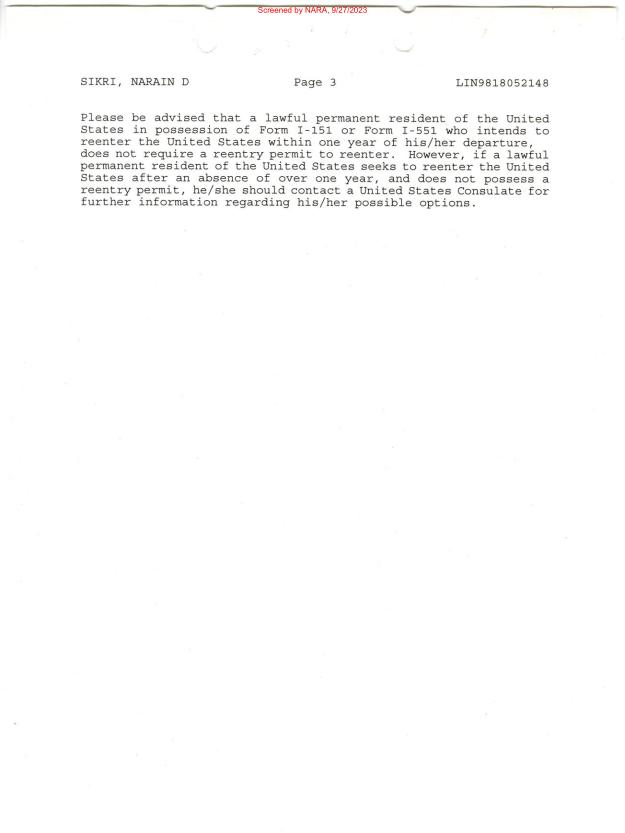 Screened by NARA, 9/27/2023
SIKRI, NARAIN D Page 3 LIN9818052148
Please be advised that a lawful permanent resident of the United
States in possession of Form I-151 or Form I-551 who intends to
reenter the United States within one year of his/her departure,
does not require a reentry permit to reenter. However, if a lawful
permanent resident of the United States seeks to reenter the United
States after an absence of over one year, and does not possess a
reentry permit, he/she should contact a United States Consulate for
further information regarding his/her possible options.